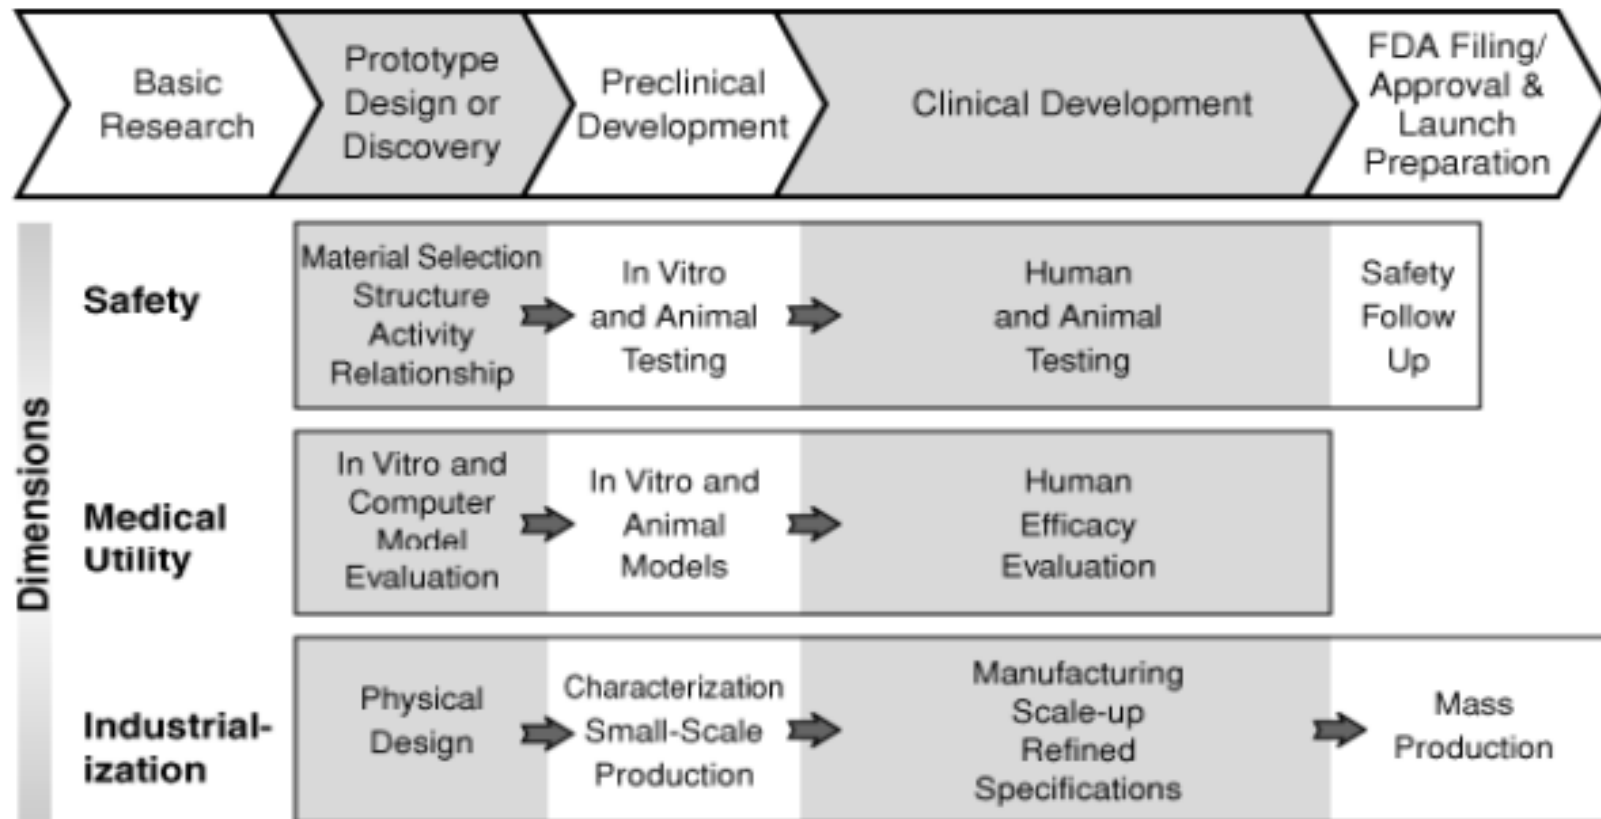 Basic
Research
Prototype
Design or
Discovery
Preclinical
Development
Clinical Development
FDA Filing/
Approval &
Launch
Preparation
Dimensions
Safety
Material Selection
Structure
Activity
Relationship
In Vitro
and Animal
Testing
Human
and Animal
Testing
Safety
Follow
Up
Medical
Utility
In Vitro and
Computer
Model
Evaluation
In Vitro and
Animal
Models
Human
Efficacy
Evaluation
Industrial-
ization
Physical
Design
Characterization
Small-Scale
Production
Manufacturing
Scale-up
Refined
Specifications
Mass
Production